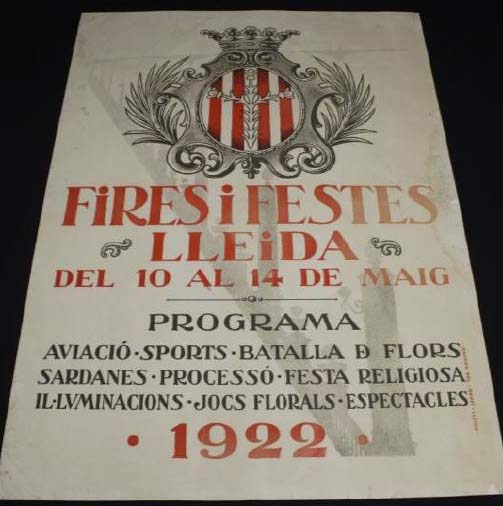 FiRES i FESTES
LLEiDA
DEL 10 AL 14 DE MAIG
PROGRAMA
AVIACIÓ · SPORTS · BATALLA D FLORS
SARDANES · PROCESSÓ · FESTA RELIGIOSA
IL·LVMINACIONS · JOCS FLORALS · ESPECTACLES
· 1922 ·